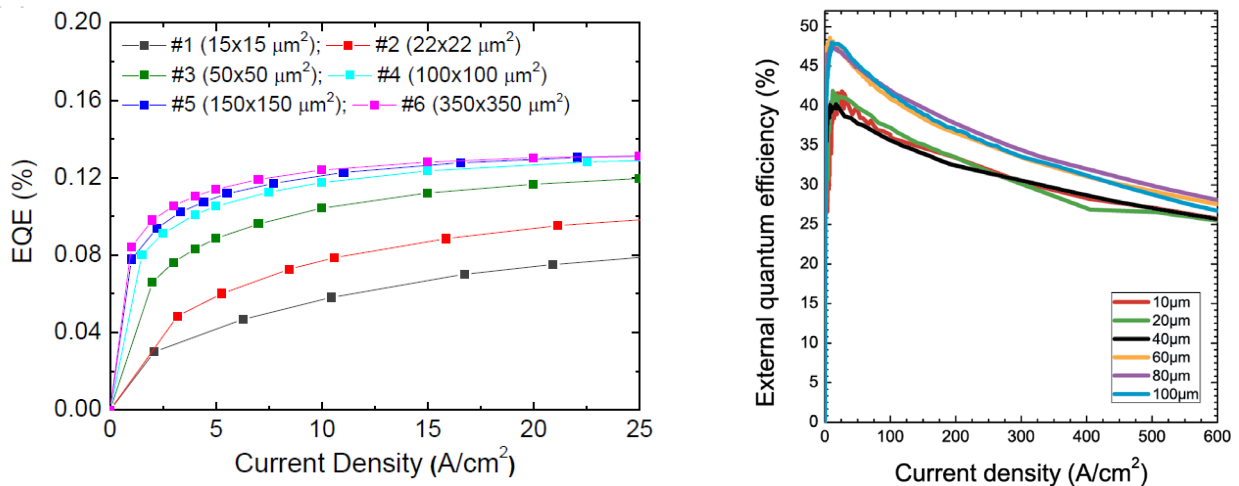 0.20
0.16
0.12
0.08
0.04
0.00
EQE (%)
#1 (15x15 μm²); #2 (22x22 μm²)
#3 (50x50 μm²); #4 (100x100 μm²)
#5 (150x150 μm²); #6 (350x350 μm²)
0 5 10 15 20 25
Current Density (A/cm²)
50
45
40
35
30
25
20
15
10
5
0
External quantum efficiency (%)
10μm
20μm
40μm
60μm
80μm
100μm
0 100 200 300 400 500 600
Current density (A/cm²)